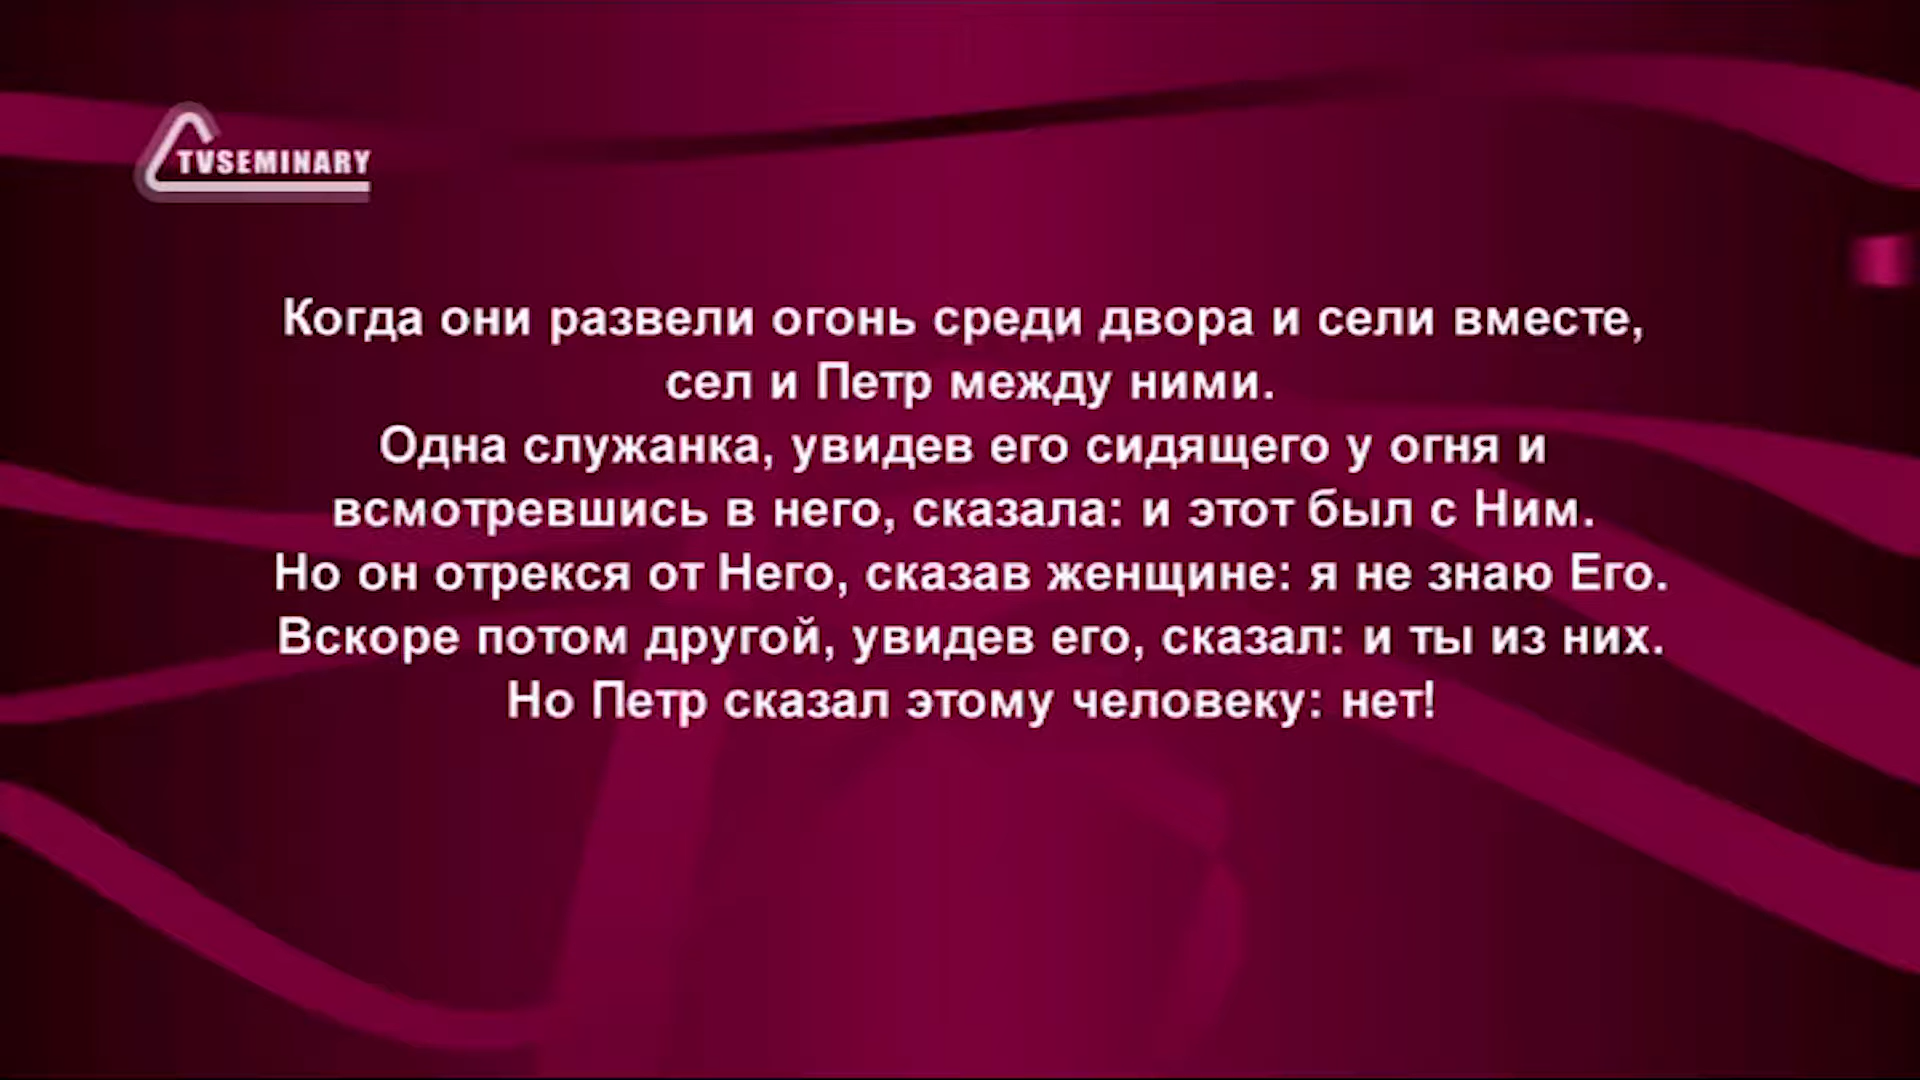 TVSEMINARY
Когда они развели огонь среди двора и сели вместе,
сел и Петр между ними.
Одна служанка, увидев его сидящего у огня и
всмотревшись в него, сказала: и этот был с Ним.
Но он отрекся от Него, сказав женщине: я не знаю Его.
Вскоре потом другой, увидев его, сказал: и ты из них.
Но Петр сказал этому человеку: нет!